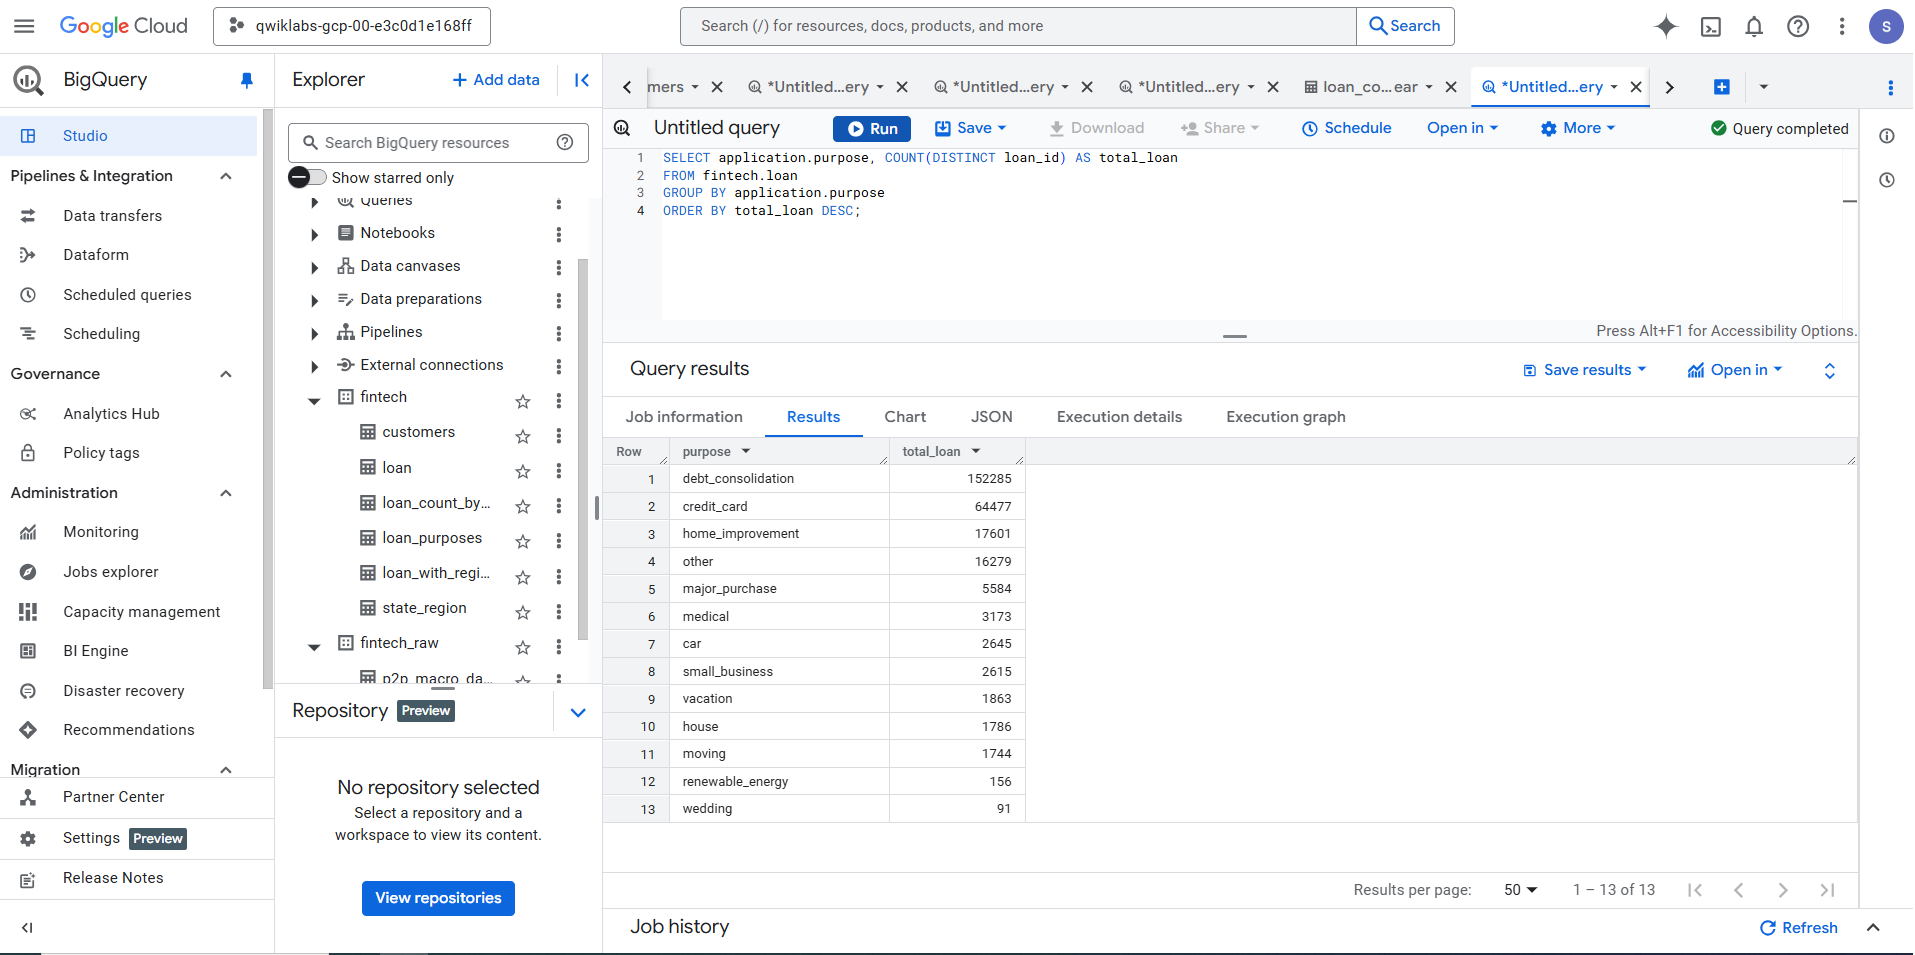 Google Cloud
qwiklabs-gcp-00-e3c0d1e168ff
Search (/) for resources, docs, products, and more
Search
S
BigQuery
Studio
Pipelines & Integration
Data transfers
Dataform
Scheduled queries
Scheduling
Governance
Analytics Hub
Policy tags
Administration
Monitoring
Jobs explorer
Capacity management
BI Engine
Disaster recovery
Recommendations
Migration
Partner Center
Settings Preview
Release Notes
Explorer
Add data
Search BigQuery resources
Show starred only
Queries
Notebooks
Data canvases
Data preparations
Pipelines
External connections
fintech
customers
loan
loan_count_by...
loan_purposes
loan_with_regi...
state_region
fintech_raw
p2p_macro_da...
Repository Preview
No repository selected
Select a repository and a
workspace to view its content.
View repositories
mers
*Untitled...ery
*Untitled...ery
*Untitled...ery
loan_co...ear
*Untitled...ery
Untitled query
Run
Save
Download
Share
Schedule
Open in
More
Query completed
1 SELECT application.purpose, COUNT(DISTINCT loan_id) AS total_loan
2 FROM fintech.loan
3 GROUP BY application.purpose
4 ORDER BY total_loan DESC;
Press Alt+F1 for Accessibility Options.
Query results
Save results
Open in
Job information Results Chart JSON Execution details Execution graph
Row purpose total_loan
1 debt_consolidation 152285
2 credit_card 64477
3 home_improvement 17601
4 other 16279
5 major_purchase 5584
6 medical 3173
7 car 2645
8 small_business 2615
9 vacation 1863
10 house 1786
11 moving 1744
12 renewable_energy 156
13 wedding 91
Results per page: 50 1 – 13 of 13
Job history
Refresh